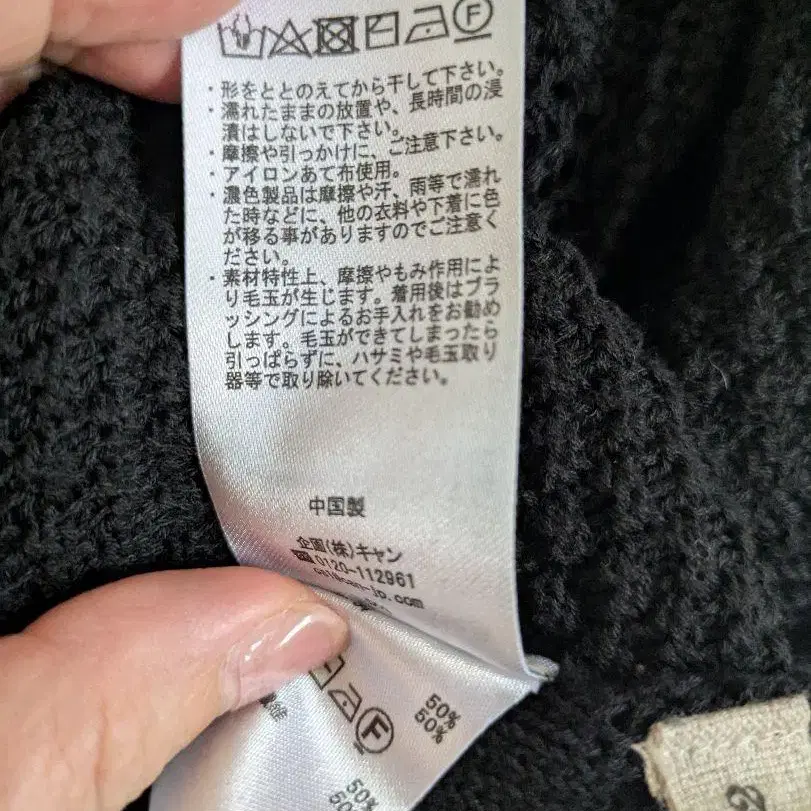 F
・形をととのえてから干して下さい。
・濡れたままの放置や、長時間の浸
漬はしないで下さい。
・摩擦や引っかけに、ご注意下さい。
・アイロンあて布使用。
・濃色製品は摩擦や汗、雨等で濡れ
た時などに、他の衣料や下着に色
が移る事がありますのでご注意く
ださい。
・素材特性上、摩擦やもみ作用によ
り毛玉が生じます。着用後はブラ
ッシングによるお手入れをお勧め
します。毛玉ができてしまったら
引っぱらずに、ハサミや毛玉取り
器等で取り除いてください。
中国製
企画(株)キャン
0120-112961
F
50%
50%
50%
50%